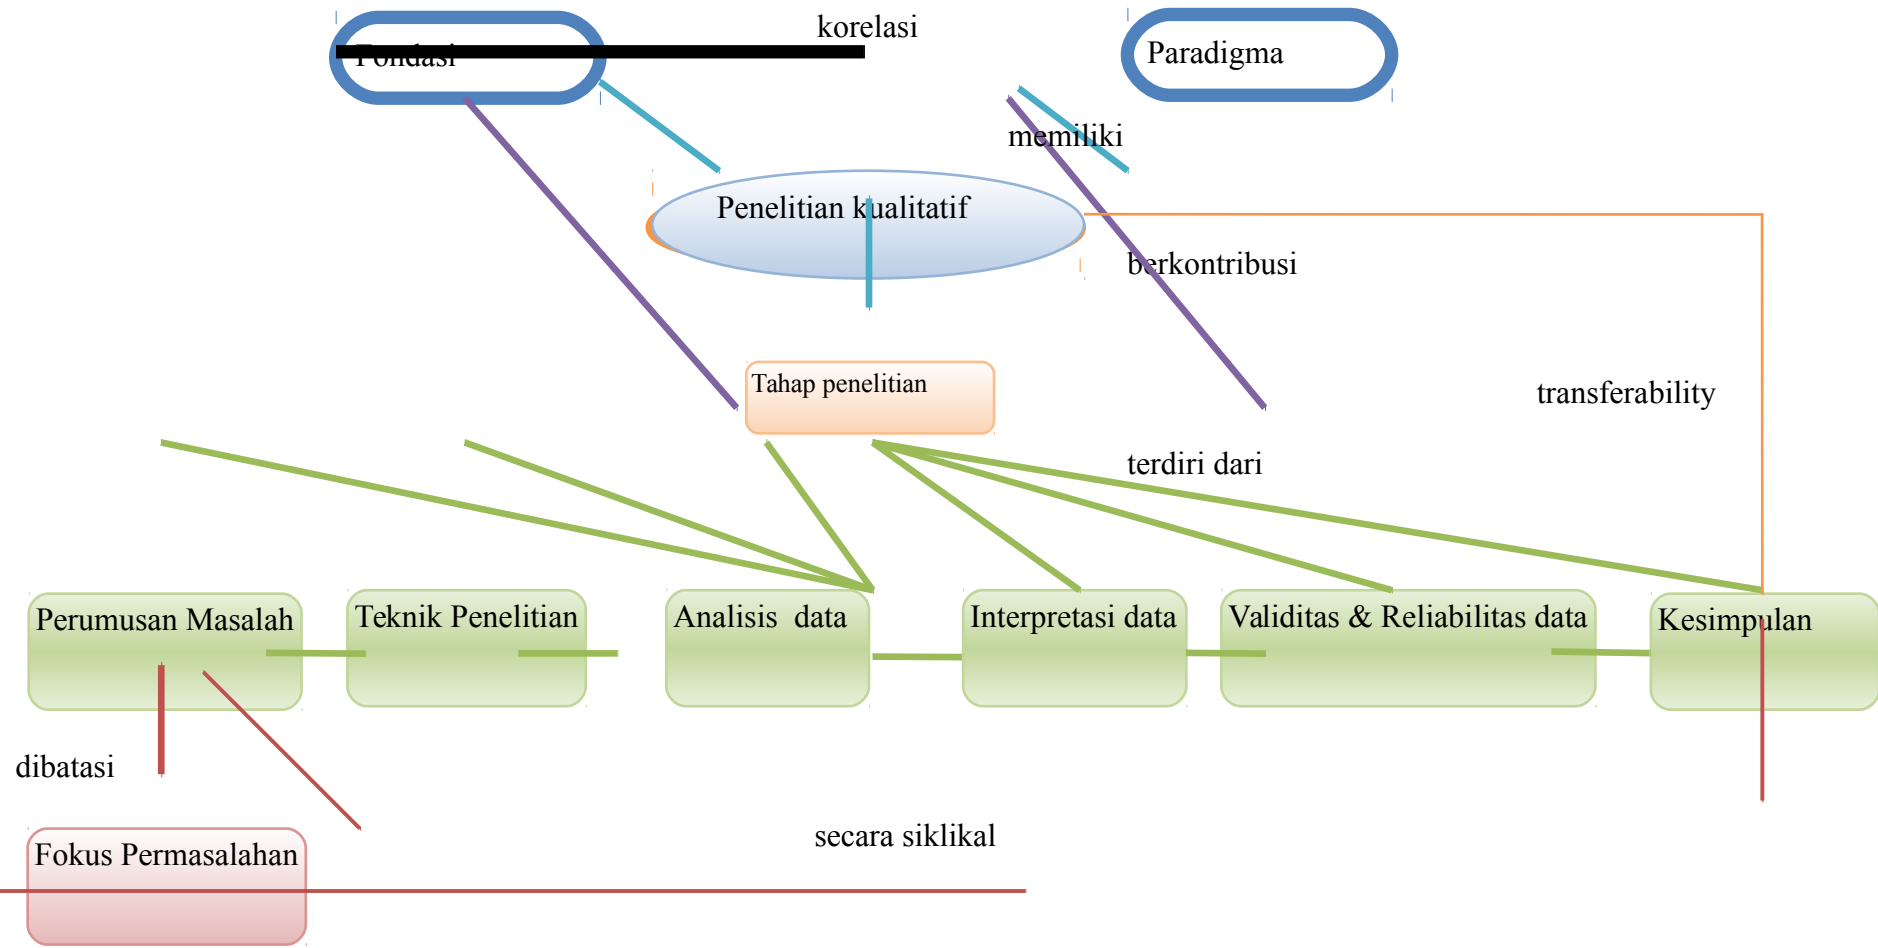 korelasi
Fondasi
Paradigma
memiliki
Penelitian kualitatif
berkontribusi
Tahap penelitian
transferability
terdiri dari
Perumusan Masalah
Teknik Penelitian
Analisis  data
Interpretasi data
Validitas & Reliabilitas data
Kesimpulan
dibatasi
secara siklikal
Fokus Permasalahan